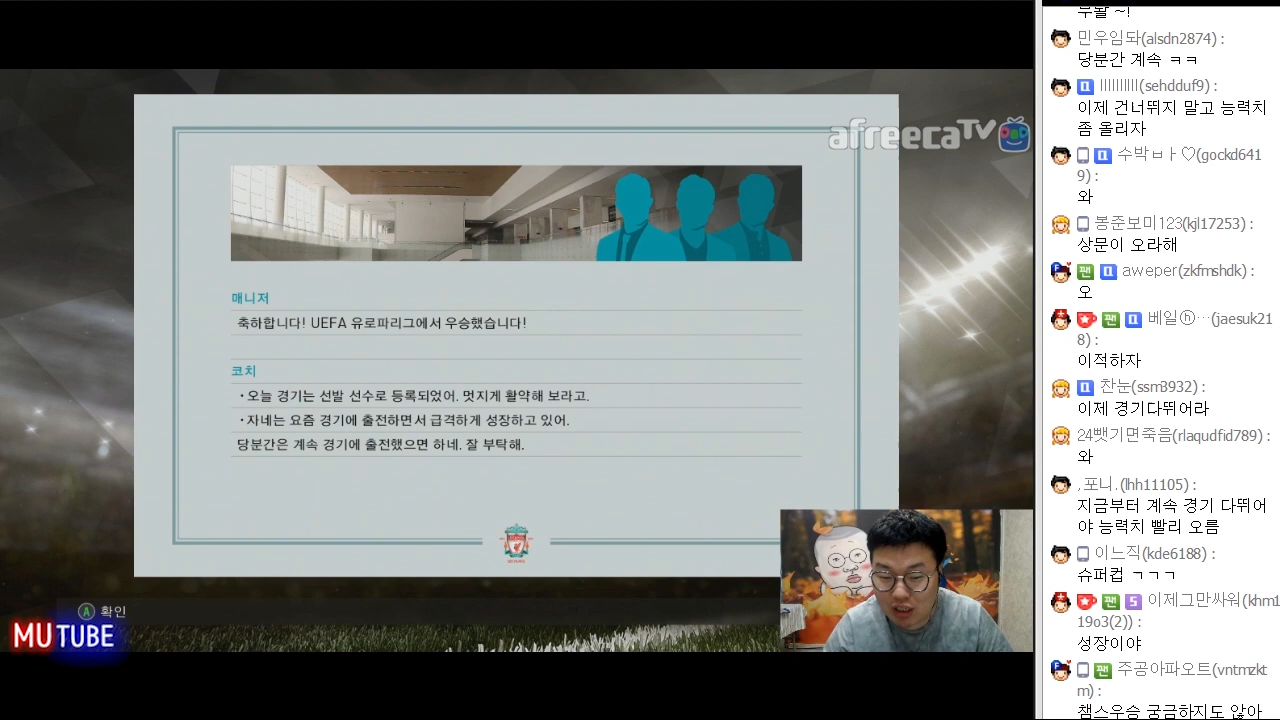 afreecaTV
매니저
축하합니다! UEFA 유로파리그에서 우승했습니다!
코치
・오늘 경기는 선발 선수로 등록되었어. 멋지게 활약해 보라고.
・자네는 요즘 경기에 출전하면서 급격하게 성장하고 있어.
당분간은 계속 경기에 출전했으면 하네. 잘 부탁해.
A 확인
MUTUBE
부활 ~!
민우임돠(alsdn2874) :
당분간 계속 ㅋㅋ
llllllllll(sehdduf9) :
이제 건너뛰지 말고 능력치
좀 올리자
수박ㅂㅏ♡(gockd641
9) :
와
봉준보미123(kjl17253) :
상문이 오라해
팬 aweper(zkfmshdk) :
오
팬 베일ⓗ…(jaesuk21
8) :
이적하자
찬눈(ssm3932) :
이제 경기다뛰어라
24뺏기면죽음(rlaqudfid789) :
와
,포니.(lhh11105) :
지금부터 계속 경기 다뛰어
야 능력치 빨리 오름
이느직(kde6188) :
슈퍼컵 ㄱㄱㄱ
팬 S 이제그만싸워(khm1
19o3(2)) :
성장이야
팬 주공아파오트(vntmzkt
m) :
챔스우승 궁금하지도 않아